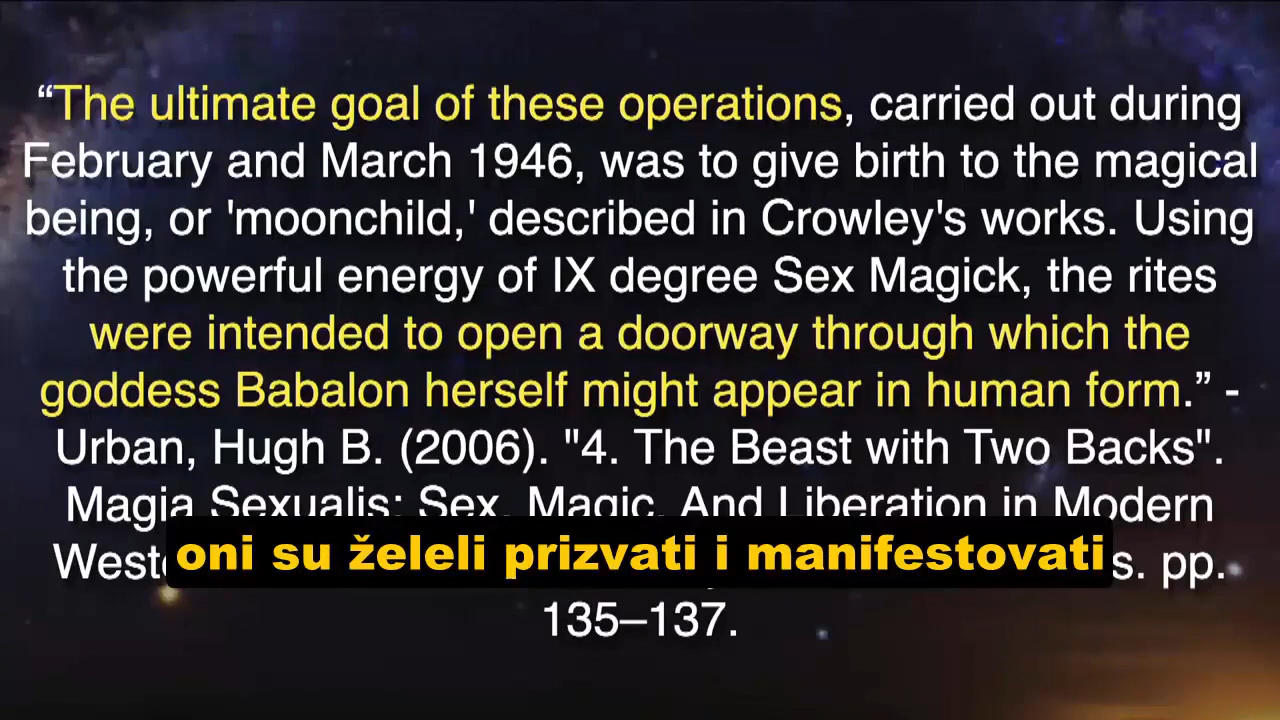 “The ultimate goal of these operations, carried out during
February and March 1946, was to give birth to the magical
being, or 'moonchild,' described in Crowley's works. Using
the powerful energy of IX degree Sex Magick, the rites
were intended to open a doorway through which the
goddess Babalon herself might appear in human form.” -
Urban, Hugh B. (2006). "4. The Beast with Two Backs".
Magia Sexualis: Sex, Magic, And Liberation in Modern
oni su želeli prizvati i manifestovati
pp.
135–137.